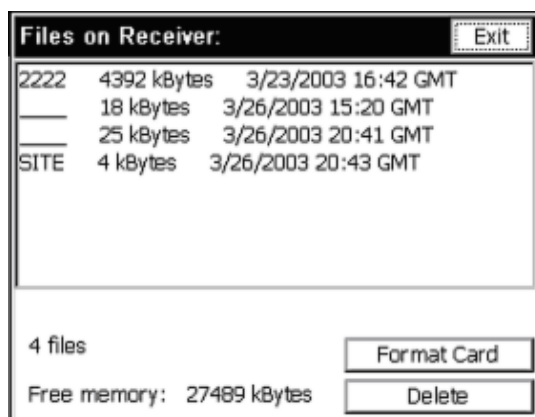 Files on Receiver:
Exit
2222 4392 kBytes 3/23/2003 16:42 GMT
____ 18 kBytes 3/26/2003 15:20 GMT
____ 25 kBytes 3/26/2003 20:41 GMT
SITE 4 kBytes 3/26/2003 20:43 GMT
4 files
Format Card
Free memory: 27489 kBytes
Delete